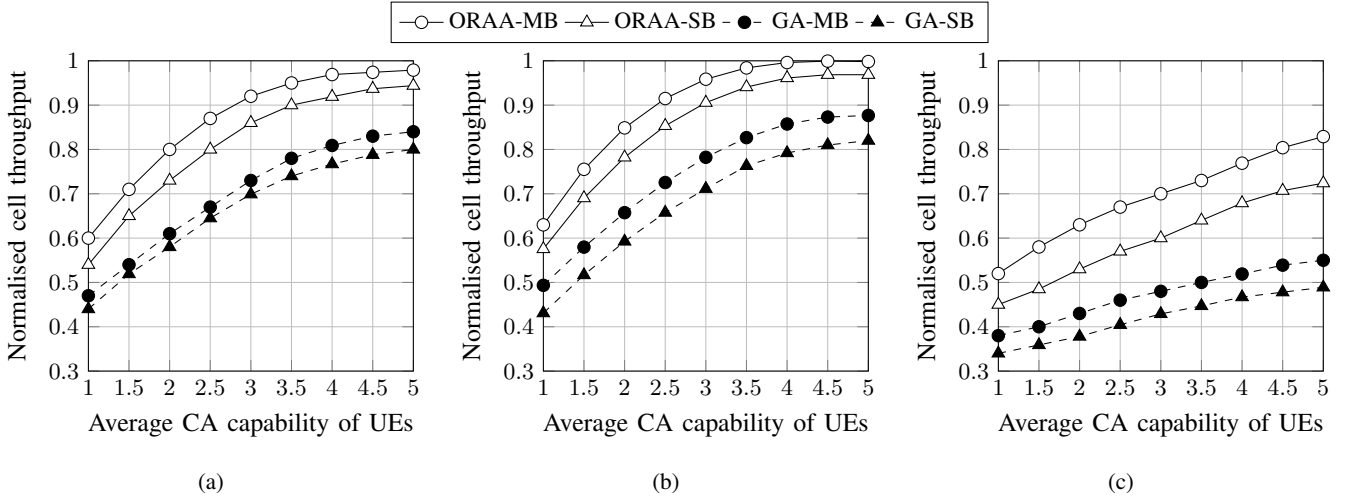 ORAA-MB ORAA-SB GA-MB GA-SB
Normalised cell throughput
1
0.9
0.8
0.7
0.6
0.5
0.4
0.3
1 1.5 2 2.5 3 3.5 4 4.5 5
Average CA capability of UEs
(a)
Normalised cell throughput
1
0.9
0.8
0.7
0.6
0.5
0.4
0.3
1 1.5 2 2.5 3 3.5 4 4.5 5
Average CA capability of UEs
(b)
Normalised cell throughput
1
0.9
0.8
0.7
0.6
0.5
0.4
0.3
1 1.5 2 2.5 3 3.5 4 4.5 5
Average CA capability of UEs
(c)